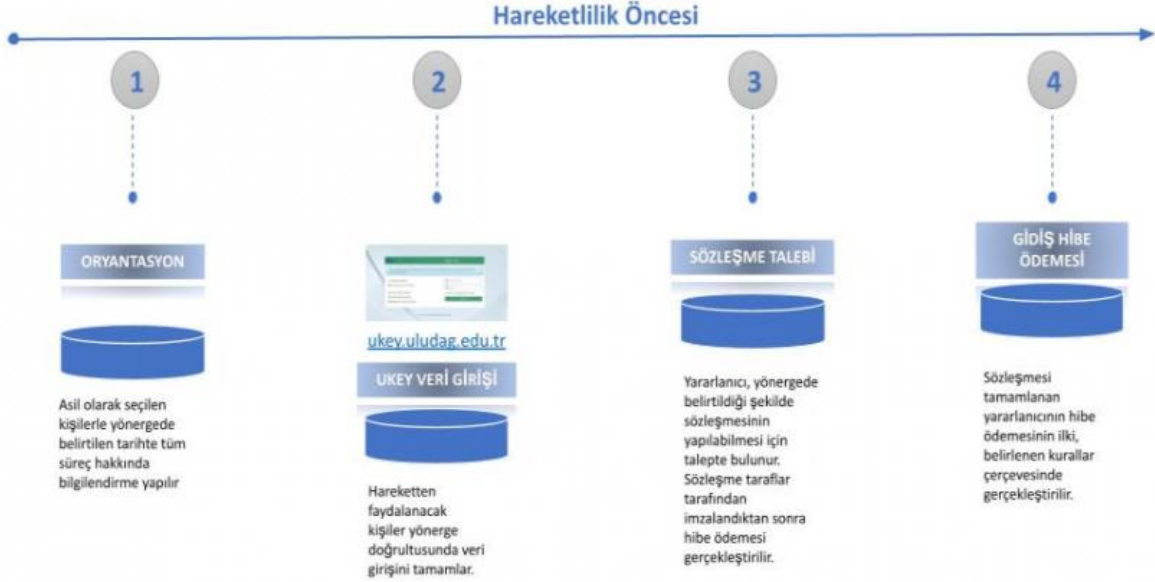 Hareketlilik Öncesi
1
2
3
4
ORYANTASYON
Asil olarak seçilen
kişilerle yönergede
belirtilen tarihte tüm
süreç hakkında
bilgilendirme yapılır
ukey.uludag.edu.tr
UKEY VERİ GİRİŞİ
Hareketten
faydalanacak
kişiler yönerge
doğrultusunda veri
girişini tamamlar.
SÖZLEŞME TALEBİ
Yararlanıcı, yönergede
belirtildiği şekilde
sözleşmesinin
yapılabilmesi için
talepte bulunur.
Sözleşme taraflar
tarafından
imzalandıktan sonra
hibe ödemesi
gerçekleştirilir.
GİDİŞ HİBE
ÖDEMESİ
Sözleşmesi
tamamlanan
yararlanıcının hibe
ödemesinin ilki,
belirlenen kurallar
çerçevesinde
gerçekleştirilir.